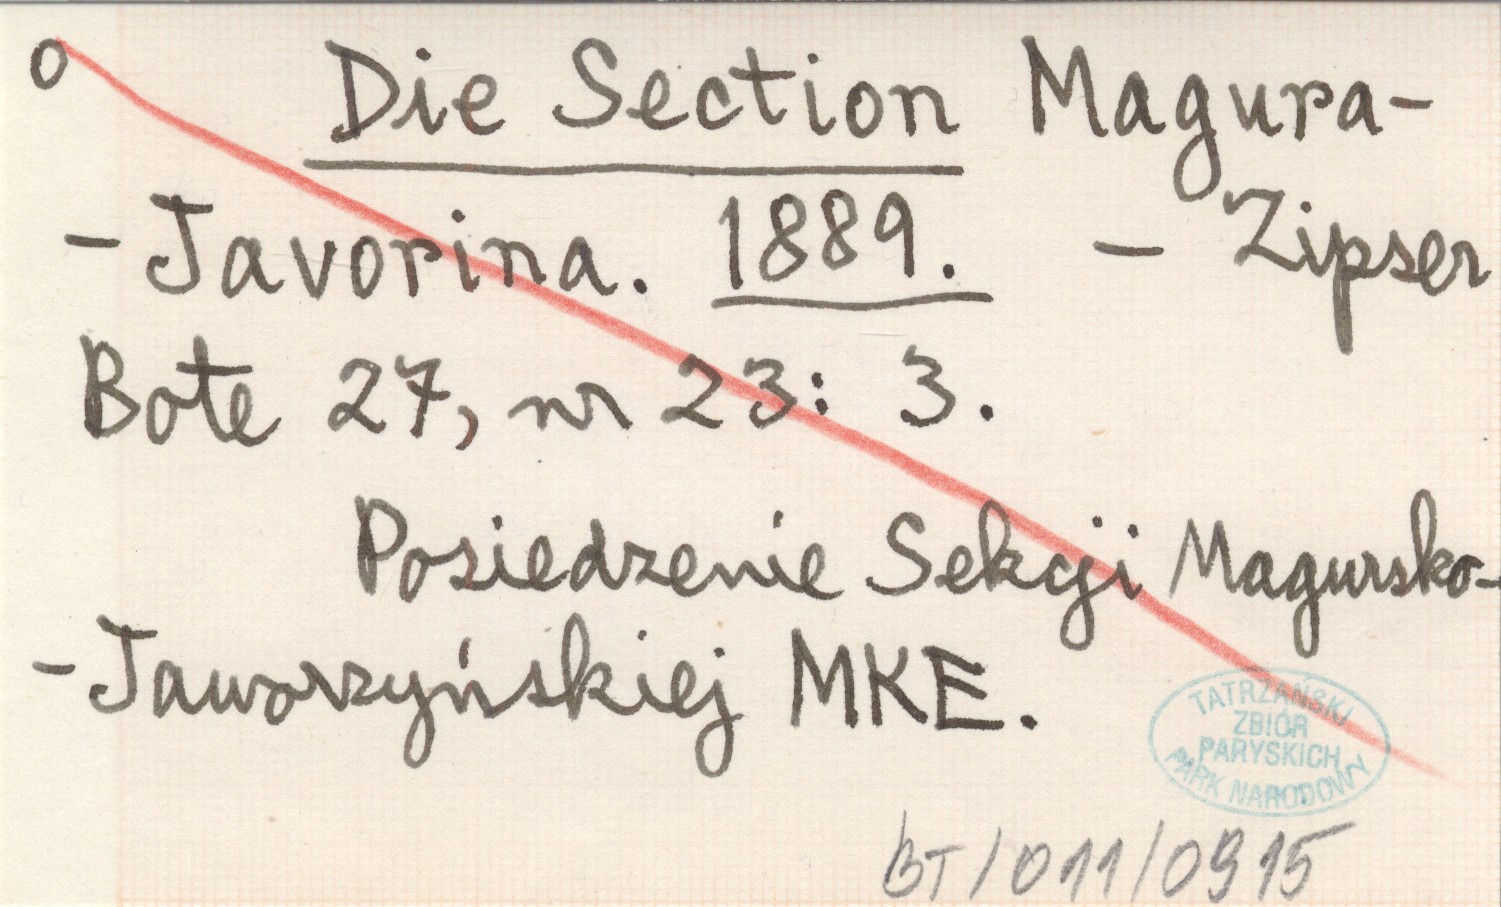 o Die Section Magura-
-Javorina. 1889. - Zipser
Bote 27, nr 23: 3.
Posiedzenie Sekcji Magursko-
-Jaworzyńskiej MKE.
TATRZAŃSKI
ZBIÓR
PARYSKICH
PARK NARODOWY
BT/011/0915